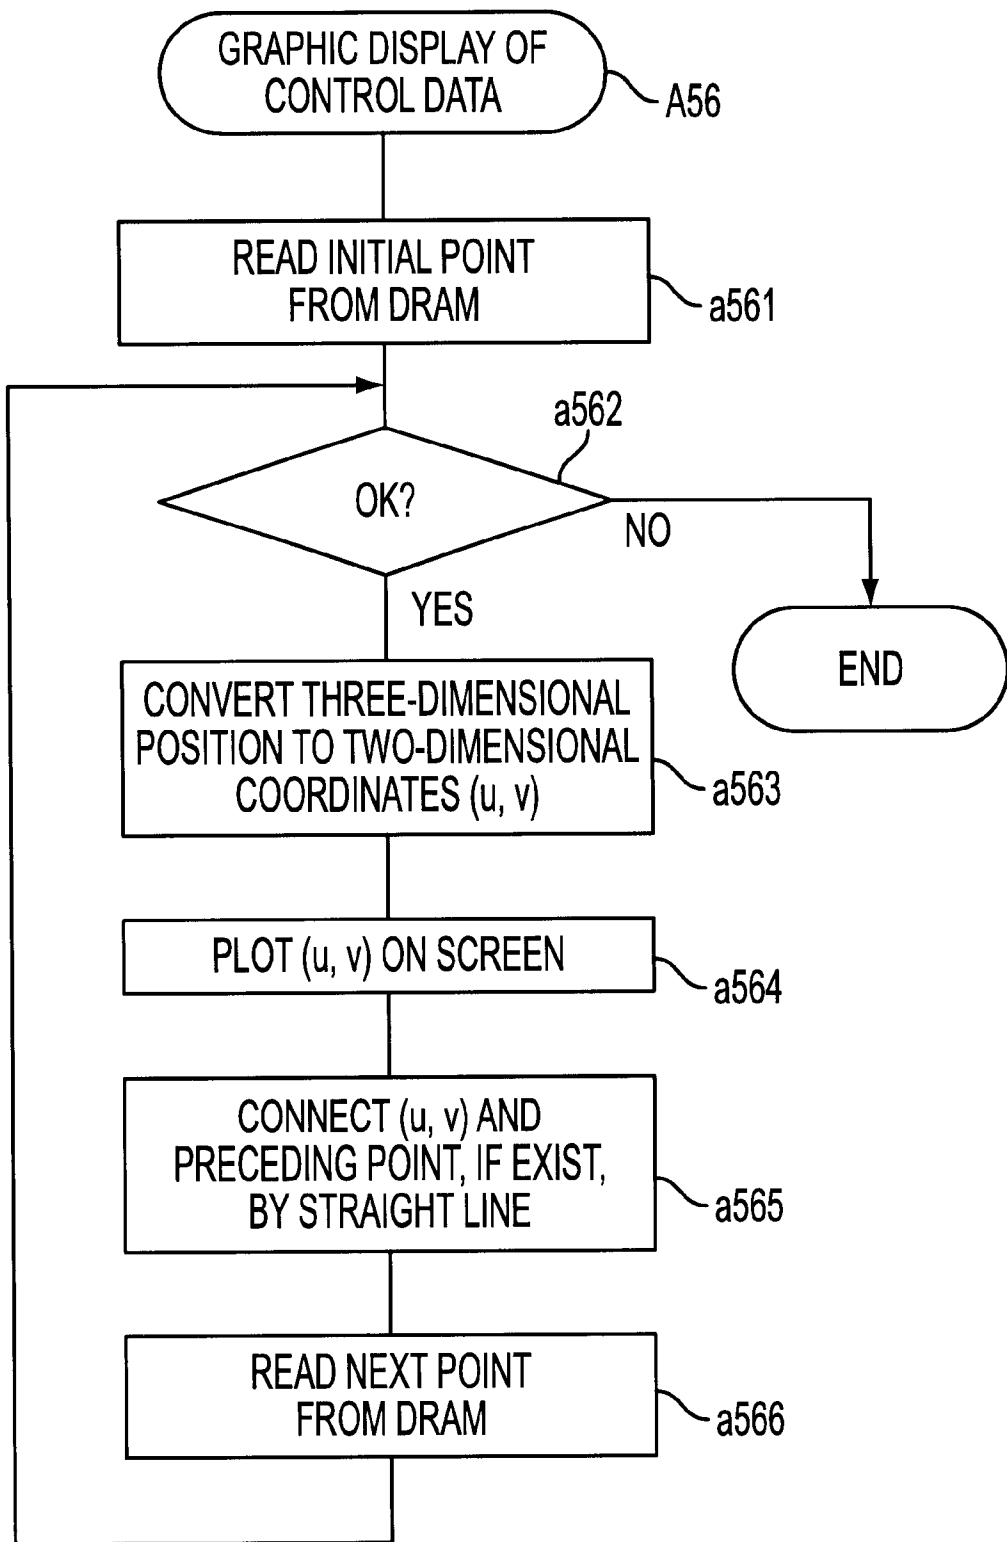 GRAPHIC DISPLAY OF
CONTROL DATA
A56
READ INITIAL POINT
FROM DRAM
a561
a562
OK?
NO
YES
END
CONVERT THREE-DIMENSIONAL
POSITION TO TWO-DIMENSIONAL
COORDINATES (u, v)
a563
PLOT (u, v) ON SCREEN
a564
CONNECT (u, v) AND
PRECEDING POINT, IF EXIST,
BY STRAIGHT LINE
a565
READ NEXT POINT
FROM DRAM
a566